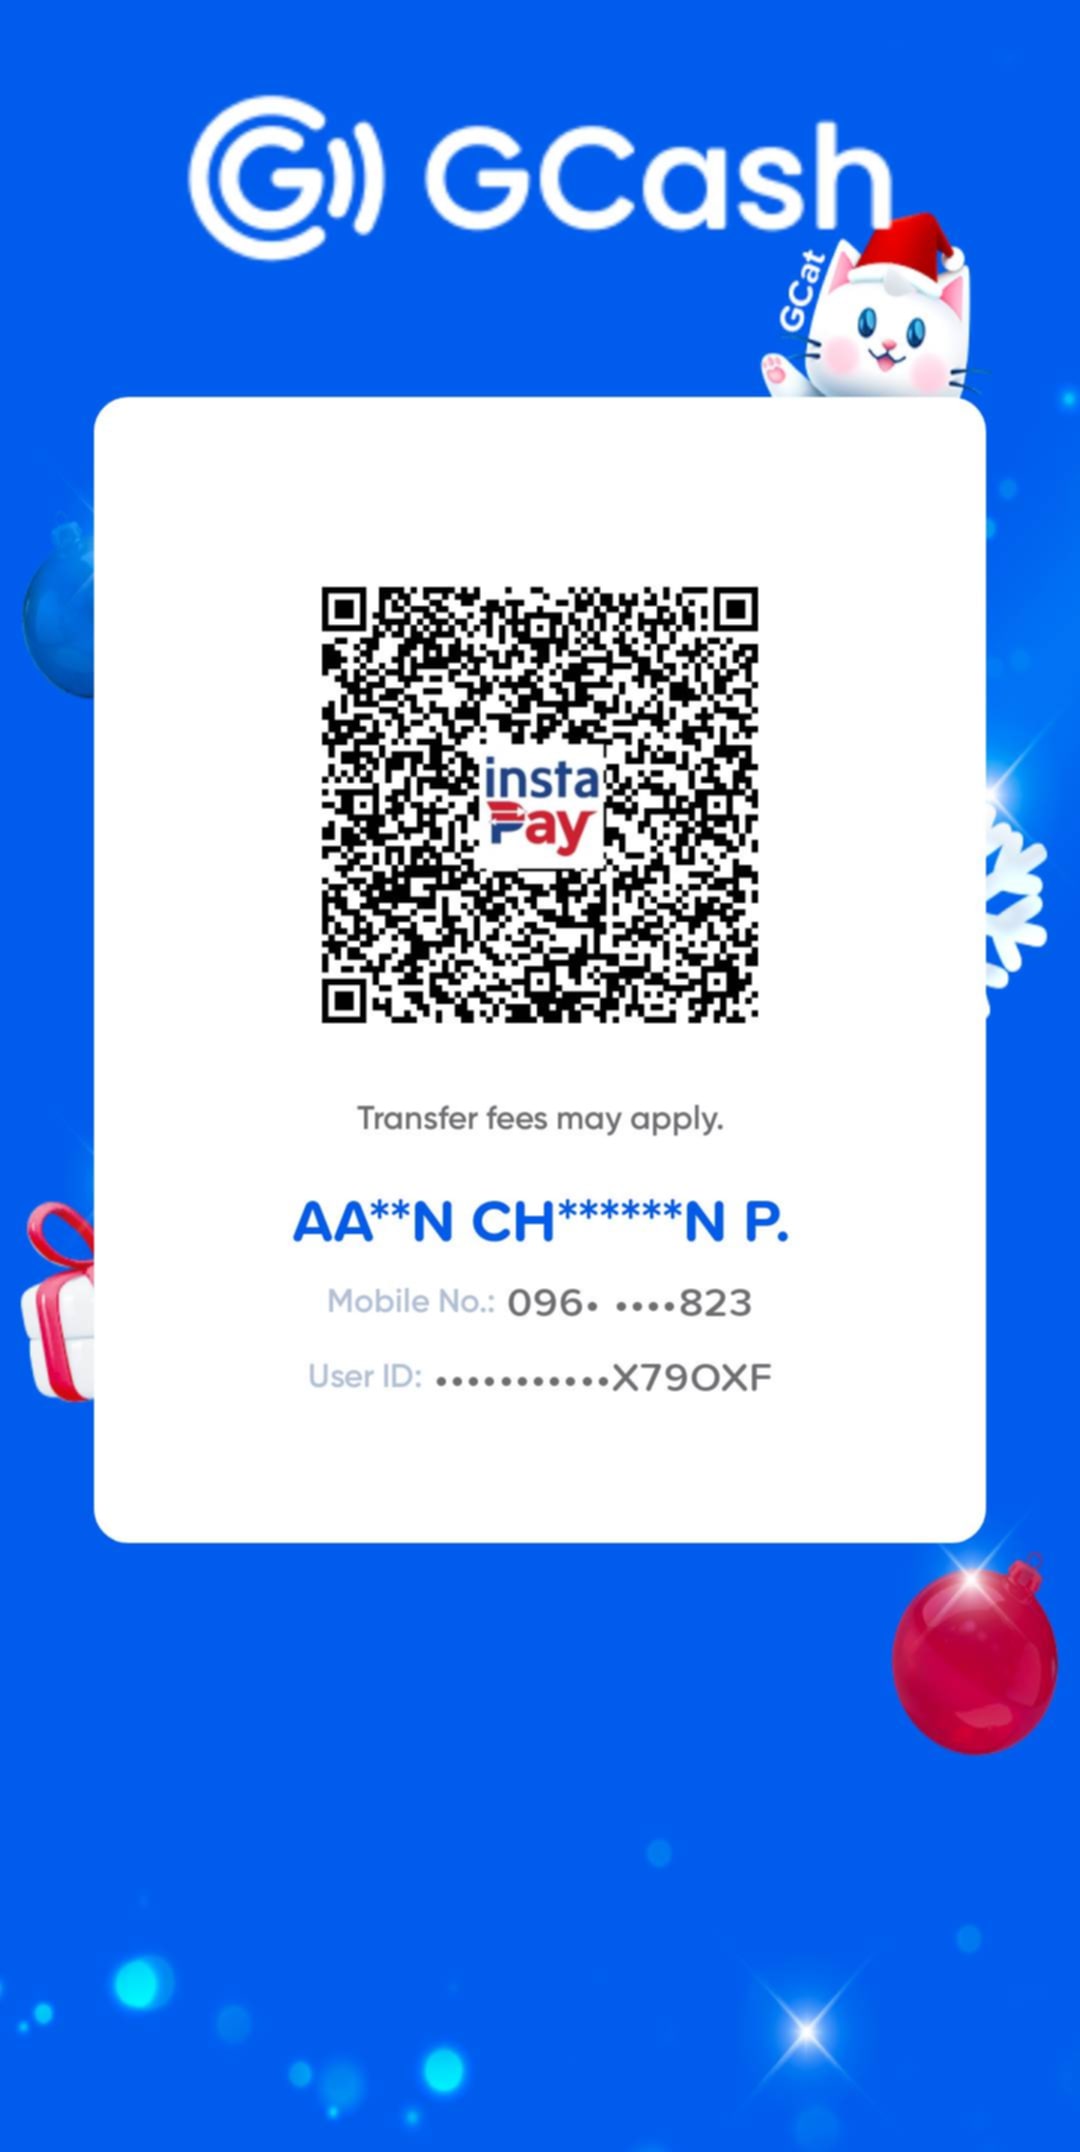 GCash
GCat
insta
Pay
Transfer fees may apply.
AA**N CH******N P.
Mobile No.: 096• ••••823
User ID: •••••••••••X79OXF